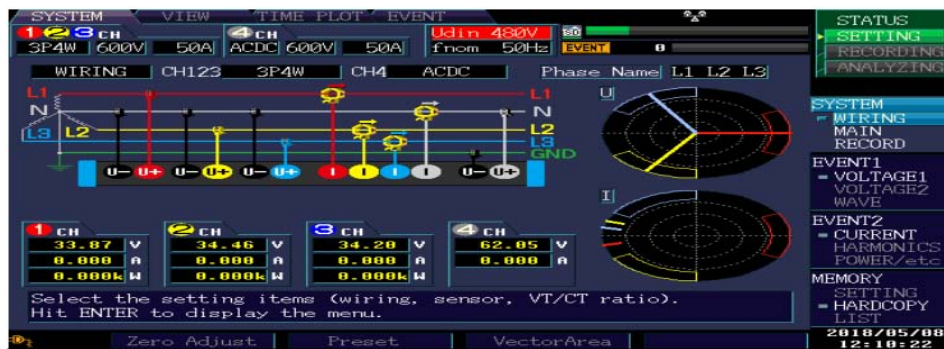 SYSTEM VIEW TIME PLOT EVENT
1 2 3 CH 4 CH Udin 480V SD
3P4W 600V 50A ACDC 600V 50A fnom 50Hz EVENT 0
WIRING CH123 3P4W CH4 ACDC Phase Name L1 L2 L3
L1 L1 U
N N
L3 L2 L2
L3
GND
U- U+ U- U+ U- U+ I I I I U- U+
I
1 CH 2 CH 3 CH 4 CH
33.87 V 34.46 V 34.20 V 62.05 V
0.000 A 0.000 A 0.000 A 0.000 A
0.000k W 0.000k W 0.000k W
Select the setting items (wiring, sensor, VT/CT ratio).
Hit ENTER to display the menu.
Zero Adjust Preset VectorArea
STATUS
SETTING
RECORDING
ANALYZING
SYSTEM
WIRING
MAIN
RECORD
EVENT1
VOLTAGE1
VOLTAGE2
WAVE
EVENT2
CURRENT
HARMONICS
POWER/etc
MEMORY
SETTING
HARDCOPY
LIST
2018/05/08
12:10:22